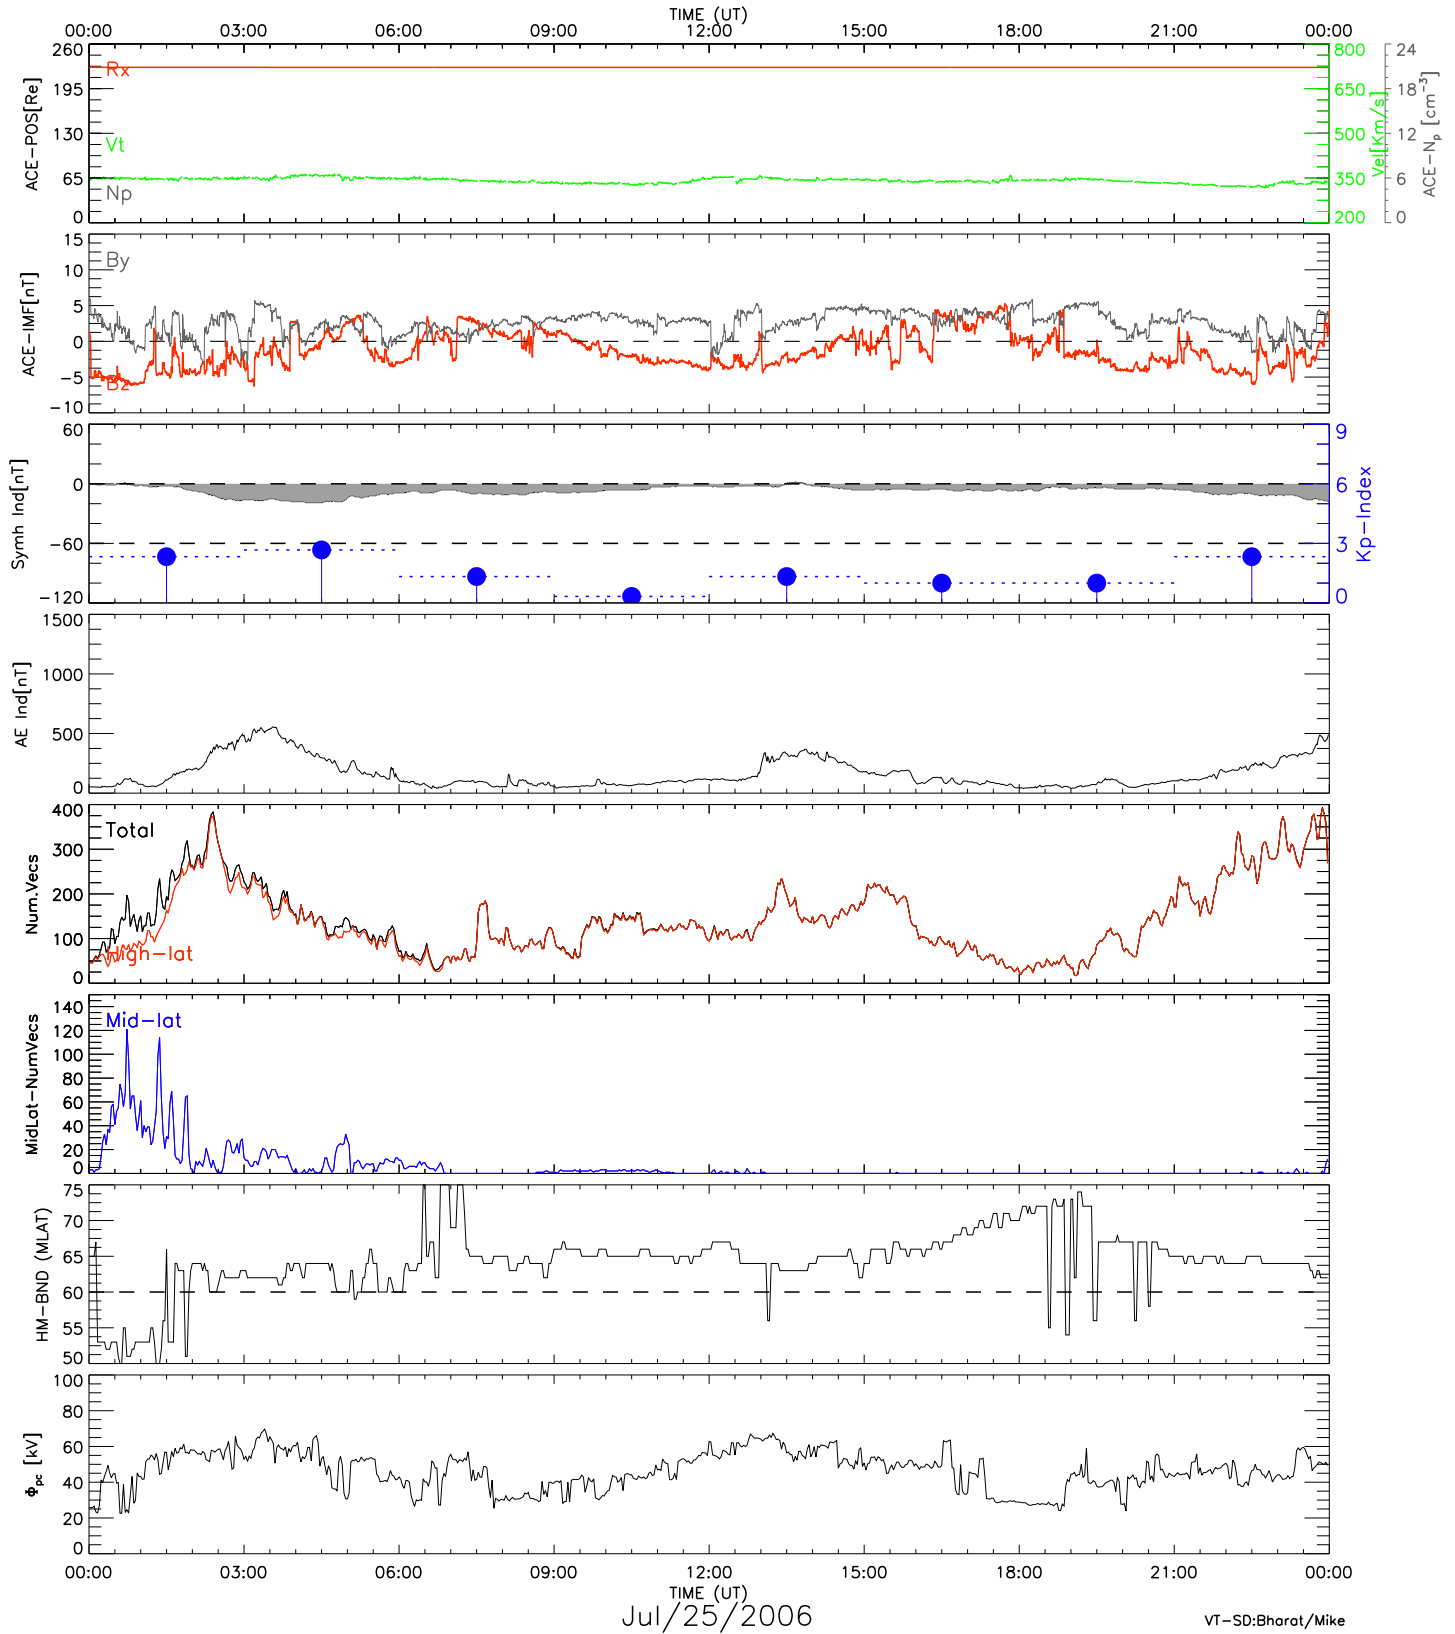 TIME (UT)
00:00 03:00 06:00 09:00 12:00 15:00 18:00 21:00 00:00
ACE-POS[Re]
260
195
130
65
0
Rx
Vt
Np
800
650
500
350
200
Vel[Km/s]
24
18
12
6
0
ACE-Np [cm-3]
ACE-IMF[nT]
15
10
5
0
-5
-10
By
Bz
Symh Ind[nT]
60
0
-60
-120
9
6
3
0
Kp-Index
AE Ind[nT]
1500
1000
500
0
Num.Vecs
400
300
200
100
0
Total
High-lat
MidLat-NumVecs
140
120
100
80
60
40
20
0
Mid-lat
HM-BND (MLAT)
75
70
65
60
55
50
Φpc [kV]
100
80
60
40
20
0
00:00 03:00 06:00 09:00 12:00 15:00 18:00 21:00 00:00
TIME (UT)
Jul/25/2006
VT-SD:Bharat/Mike